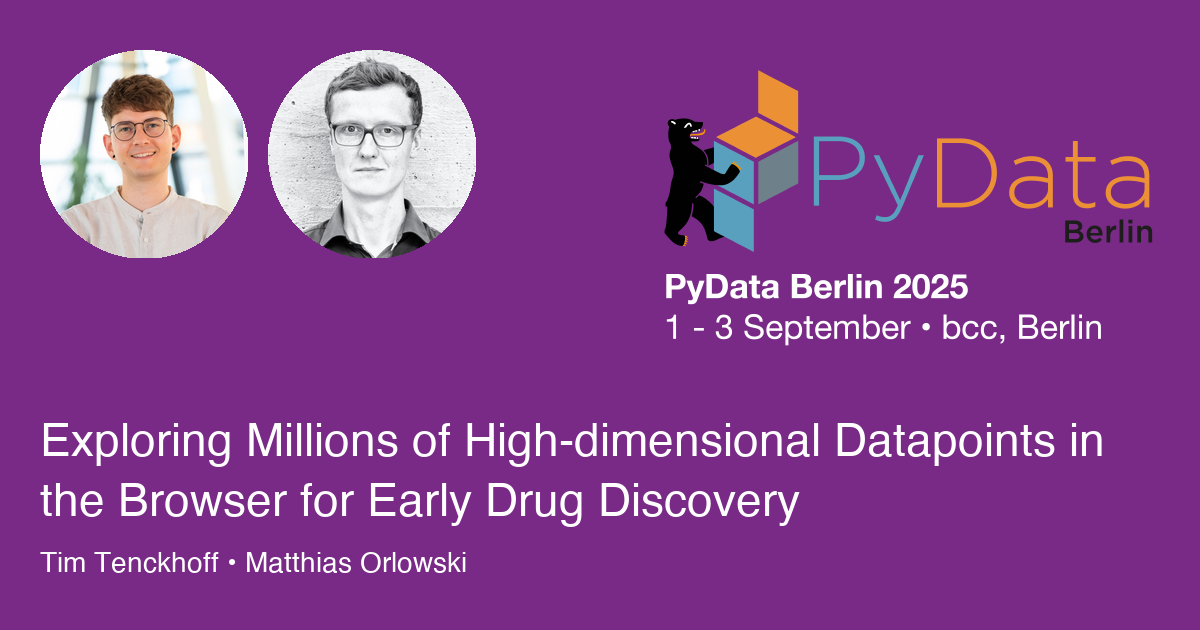 PyData
Berlin
PyData Berlin 2025
1 - 3 September • bcc, Berlin
Exploring Millions of High-dimensional Datapoints in
the Browser for Early Drug Discovery
Tim Tenckhoff • Matthias Orlowski